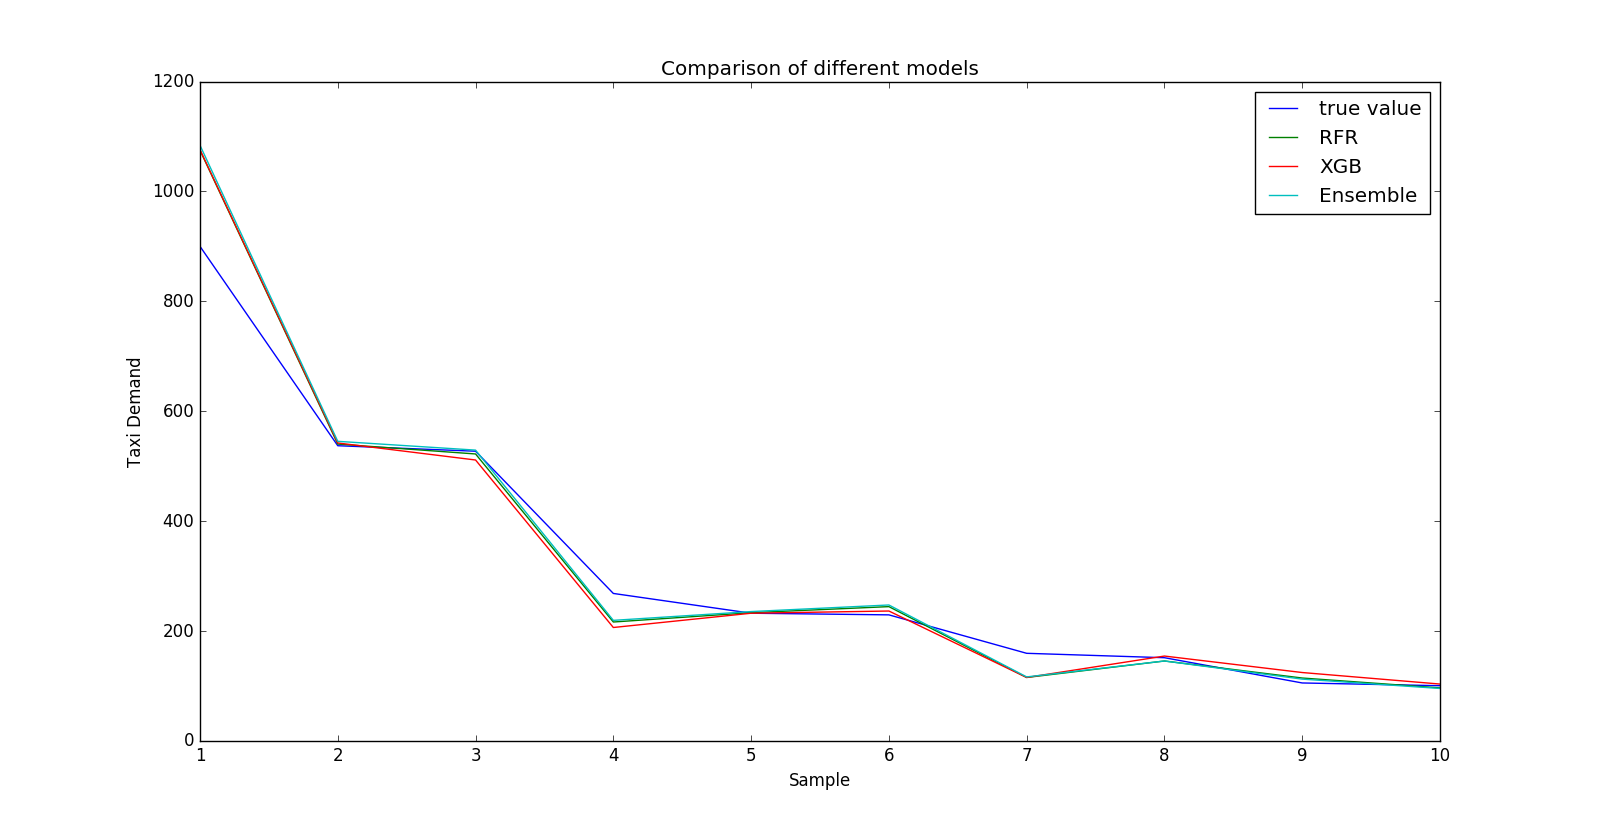 Comparison of different models
1200
1000
800
600
400
200
0
Taxi Demand
true value
RFR
XGB
Ensemble
1 2 3 4 5 6 7 8 9 10
Sample